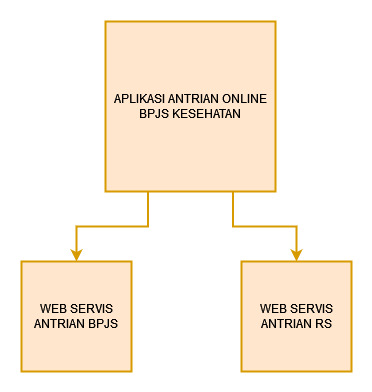 APLIKASI ANTRIAN ONLINE
BPJS KESEHATAN
WEB SERVIS
ANTRIAN BPJS
WEB SERVIS
ANTRIAN RS